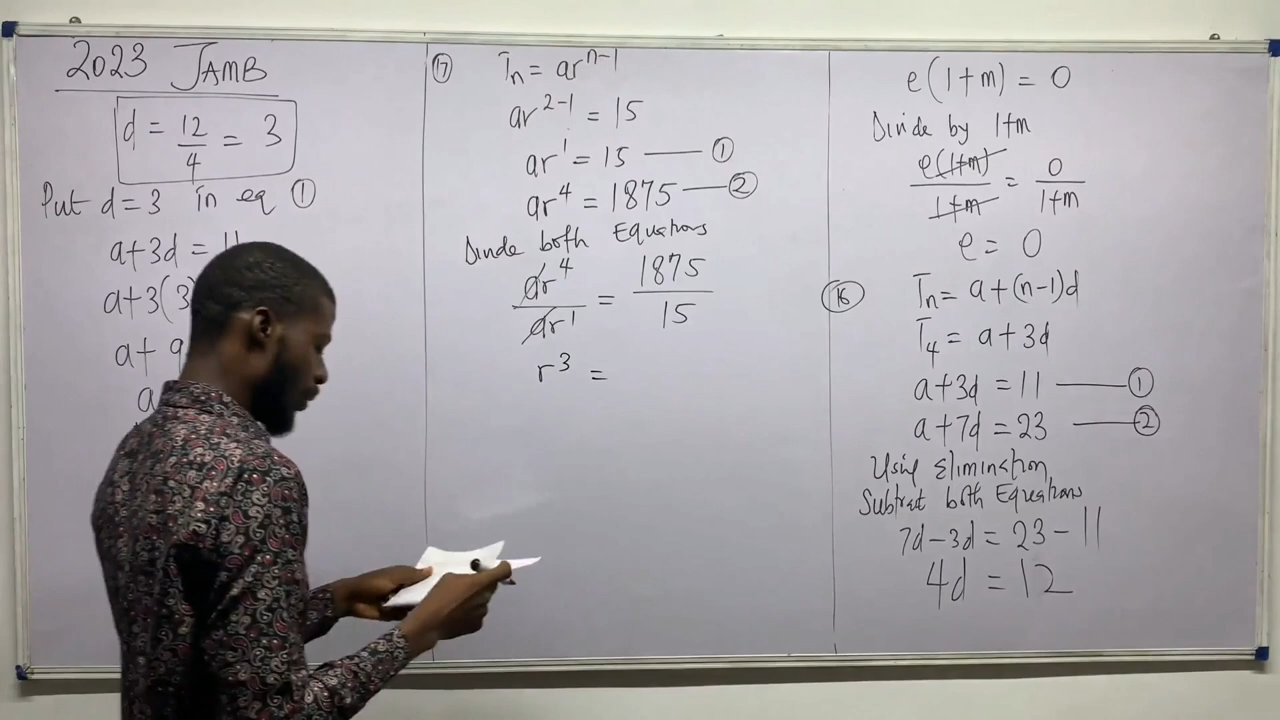 2023 JAMB
d = 12/4 = 3
Put d=3 in eq ①
a+3d = 11
a+3(3)
a+
a
⑰ Tn = ar^n-1
ar^2-1 = 15
ar^1 = 15 —— ①
ar^4 = 1875 —— ②
Divide both Equations
ar^4/ar^1 = 1875/15
r^3 =
e(1+m) = 0
Divide by 1+m
e(1+m)/1+m = 0/1+m
e = 0
⑯ Tn = a+(n-1)d
T4 = a+3d
a+3d = 11 —— ①
a+7d = 23 —— ②
Using Elimination,
Subtract both Equations
7d-3d = 23-11
4d = 12